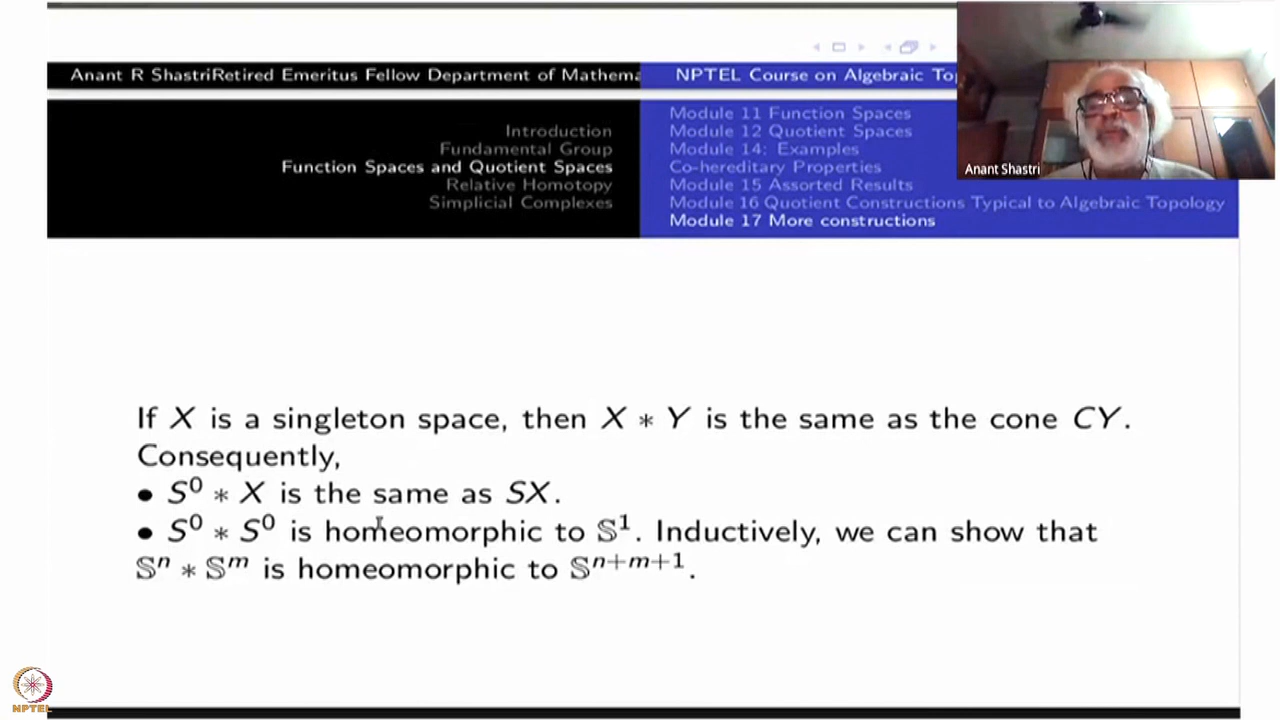 Anant R ShastriRetired Emeritus Fellow Department of Mathema
NPTEL Course on Algebraic Top
Introduction
Fundamental Group
Function Spaces and Quotient Spaces
Relative Homotopy
Simplicial Complexes
Module 11 Function Spaces
Module 12 Quotient Spaces
Module 14: Examples
Co-hereditary Properties
Module 15 Assorted Results
Module 16 Quotient Constructions Typical to Algebraic Topology
Module 17 More constructions
Anant Shastri
If X is a singleton space, then X ∗ Y is the same as the cone CY.
Consequently,
• S⁰ ∗ X is the same as SX.
• S⁰ ∗ S⁰ is homeomorphic to 𝕊¹. Inductively, we can show that
𝕊ⁿ ∗ 𝕊ᵐ is homeomorphic to 𝕊ⁿ⁺ᵐ⁺¹.
NPTEL